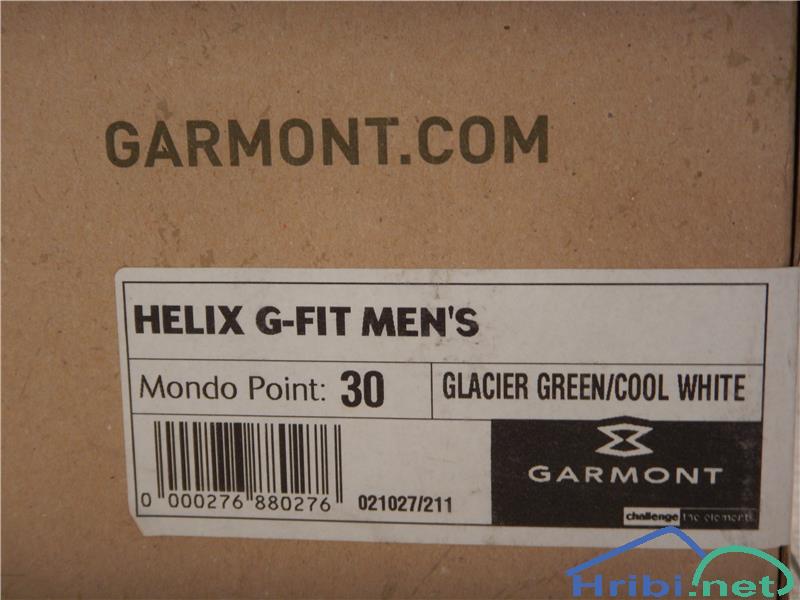 GARMONT.COM
HELIX G-FIT MEN'S
Mondo Point: 30
GLACIER GREEN/COOL WHITE
0 000276 880276
021027/211
GARMONT
challenge the elements
Hribi.net